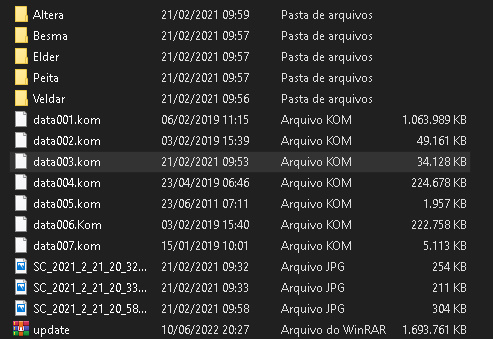 Altera 21/02/2021 09:59 Pasta de arquivos
Besma 21/02/2021 09:57 Pasta de arquivos
Elder 21/02/2021 09:57 Pasta de arquivos
Peita 21/02/2021 09:57 Pasta de arquivos
Veldar 21/02/2021 09:56 Pasta de arquivos
data001.kom 06/02/2019 11:15 Arquivo KOM 1.063.989 KB
data002.kom 03/02/2019 15:39 Arquivo KOM 49.161 KB
data003.kom 21/02/2021 09:53 Arquivo KOM 34.128 KB
data004.kom 23/04/2019 06:46 Arquivo KOM 224.678 KB
data005.kom 23/06/2011 07:11 Arquivo KOM 1.957 KB
data006.Kom 03/02/2019 15:40 Arquivo KOM 222.758 KB
data007.kom 15/01/2019 10:01 Arquivo KOM 5.113 KB
SC_2021_2_21_20_32... 21/02/2021 09:32 Arquivo JPG 254 KB
SC_2021_2_21_20_33... 21/02/2021 09:33 Arquivo JPG 211 KB
SC_2021_2_21_20_58... 21/02/2021 09:58 Arquivo JPG 304 KB
update 10/06/2022 20:27 Arquivo do WinRAR 1.693.761 KB